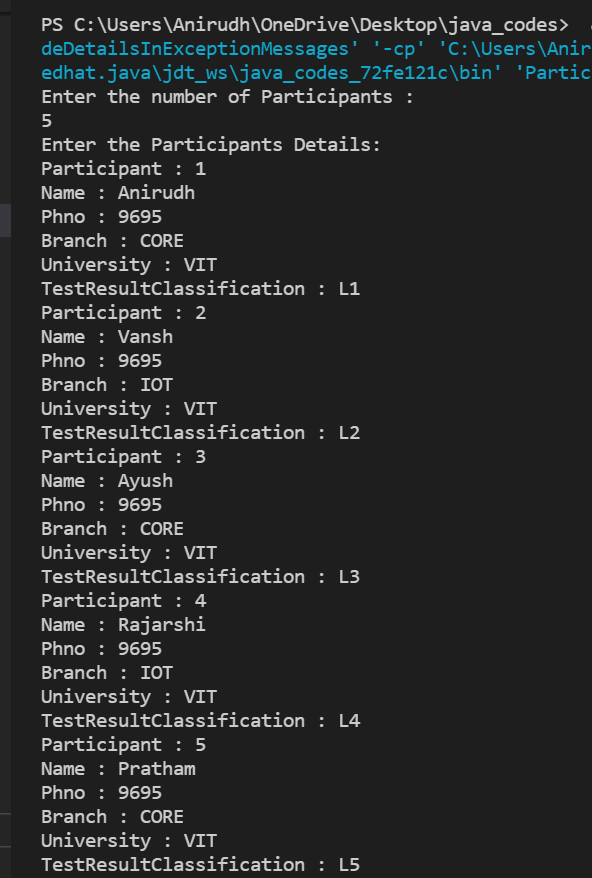 PS C:\Users\Anirudh\OneDrive\Desktop\java_codes>
deDetailsInExceptionMessages' '-cp' 'C:\Users\Anir
edhat.java\jdt_ws\java_codes_72fe121c\bin' 'Partic
Enter the number of Participants :
5
Enter the Participants Details:
Participant : 1
Name : Anirudh
Phno : 9695
Branch : CORE
University : VIT
TestResultClassification : L1
Participant : 2
Name : Vansh
Phno : 9695
Branch : IOT
University : VIT
TestResultClassification : L2
Participant : 3
Name : Ayush
Phno : 9695
Branch : CORE
University : VIT
TestResultClassification : L3
Participant : 4
Name : Rajarshi
Phno : 9695
Branch : IOT
University : VIT
TestResultClassification : L4
Participant : 5
Name : Pratham
Phno : 9695
Branch : CORE
University : VIT
TestResultClassification : L5